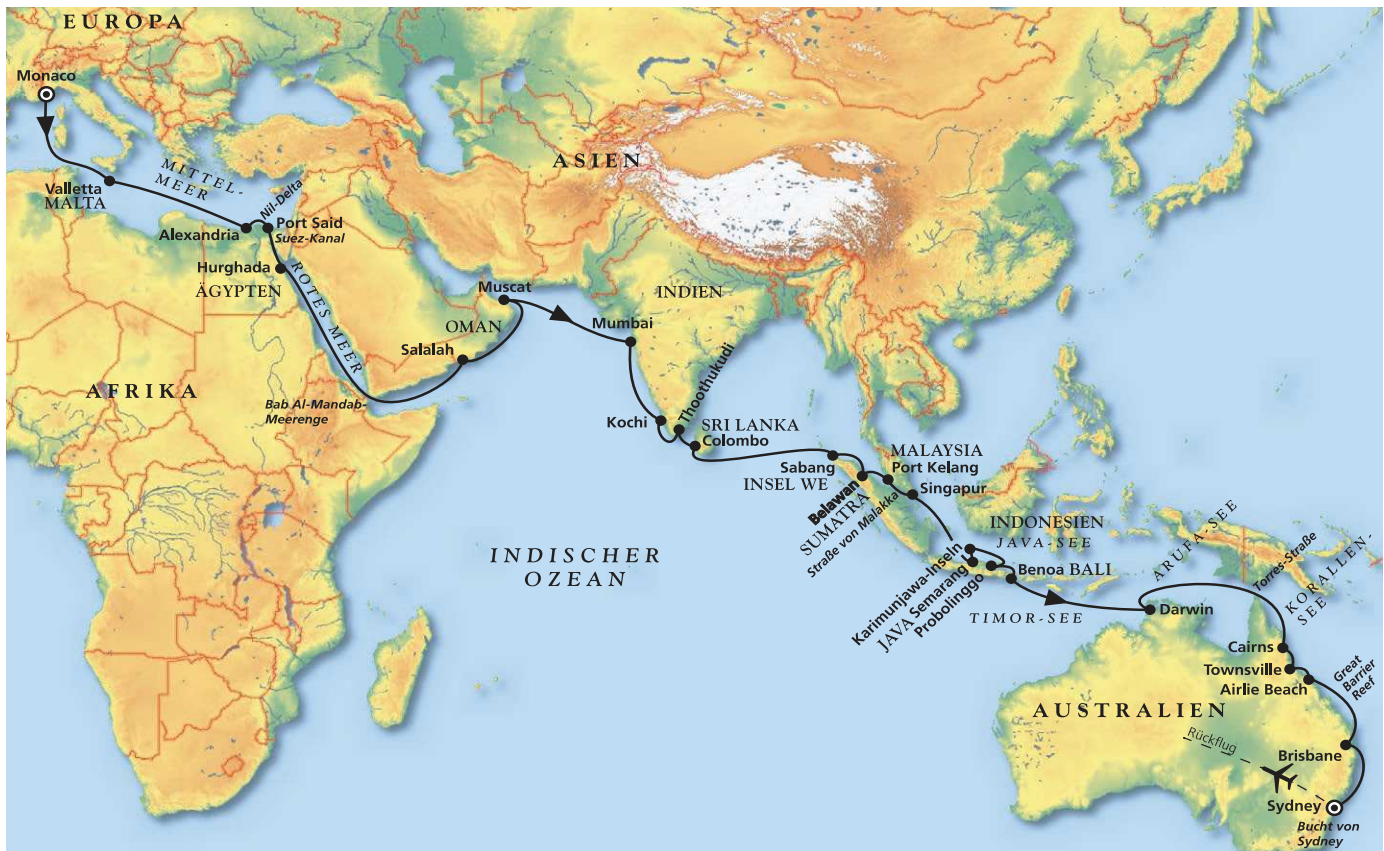 EUROPA
Monaco
MITTEL-
MEER
Valletta
MALTA
Nil-Delta
Alexandria
Port Said
Suez-Kanal
Hurghada
ÄGYPTEN
ROTES MEER
AFRIKA
Bab Al-Mandab-
Meerenge
Salalah
OMAN
Muscat
ASIEN
INDIEN
Mumbai
Kochi
Thoothukudi
SRI LANKA
Colombo
INDISCHER
OZEAN
Sabang
INSEL WE
Belawan
SUMATRA
Straße von Malakka
MALAYSIA
Port Kelang
Singapur
INDONESIEN
JAVA-SEE
Karimunjawa-Inseln
JAVA Semarang
Probolinggo
Benoa BALI
TIMOR-SEE
ARUFA-SEE
Darwin
Torres-Straße
KORALLEN-
SEE
Cairns
Townsville
Airlie Beach
Great
Barrier
Reef
AUSTRALIEN
Rückflug
Brisbane
Sydney
Bucht von
Sydney